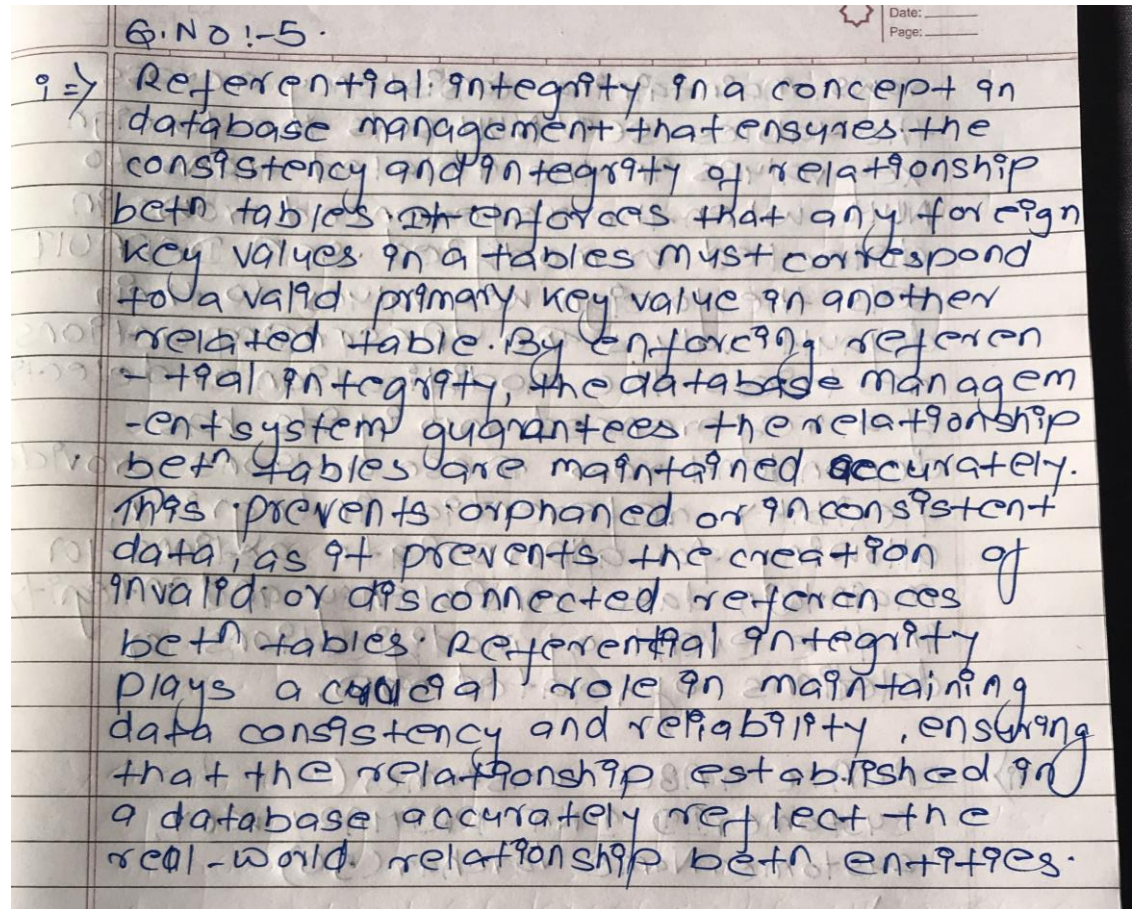 Date:
Page:
Q.NO:-5.
i=> Referential integrity in a concept in
database management that ensures the
consistency and integrity of relationship
betn tables. It enforces that any foreign
key values in a tables must correspond
to a valid primary key value in another
related table. By enforcing referen
-tial integrity, the database managem
-ent system guarantees the relationship
betn tables are maintained accurately.
This prevents orphaned or inconsistent
data, as it prevents the creation of
invalid or disconnected references
betn tables. Referential integrity
plays a crucial role in maintaining
data consistency and reliability, ensuring
that the relationship established in
a database accurately reflect the
real-world relationship betn entities.